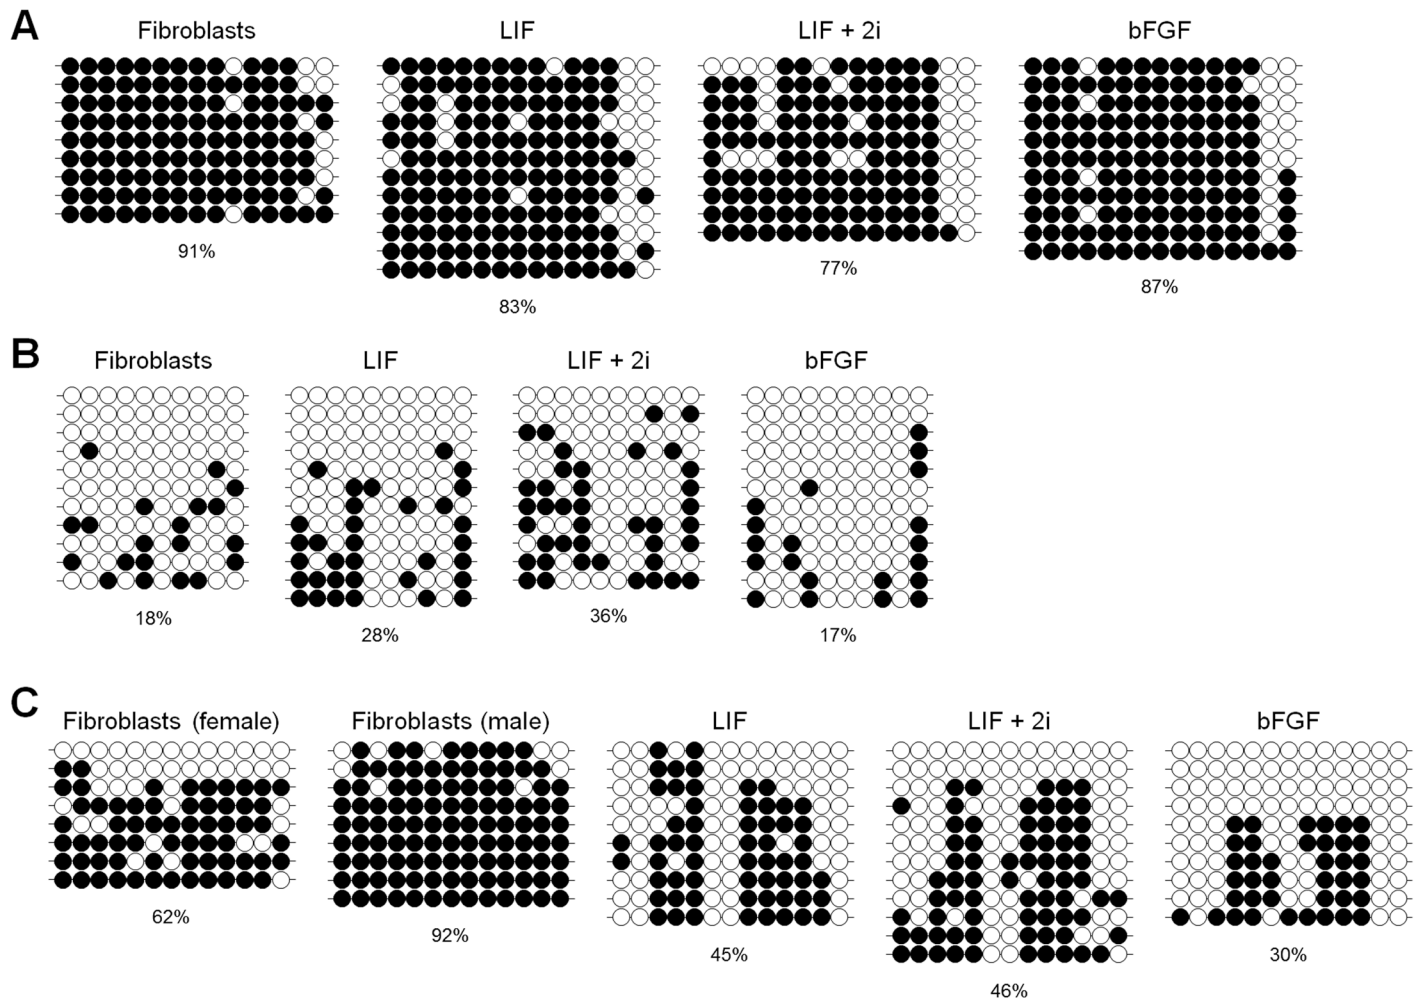 A
Fibroblasts LIF LIF + 2i bFGF
91% 83% 77% 87%
B
Fibroblasts LIF LIF + 2i bFGF
18% 28% 36% 17%
C
Fibroblasts (female) Fibroblasts (male) LIF LIF + 2i bFGF
62% 92% 45% 46% 30%